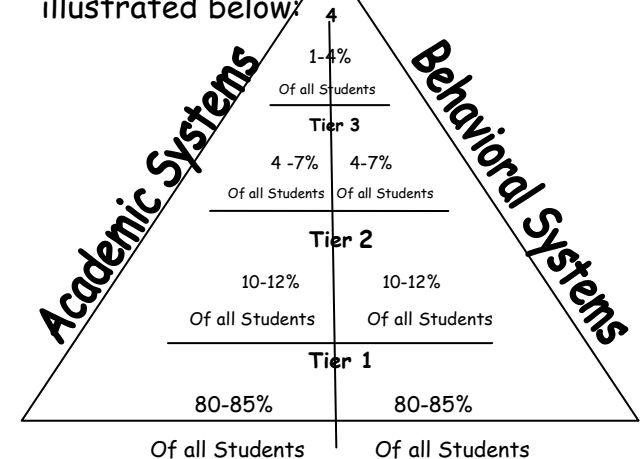 illustrated below:
4
1-4%
Of all Students
Tier 3
4 -7% 4-7%
Of all Students Of all Students
Tier 2
10-12% 10-12%
Of all Students Of all Students
Tier 1
80-85% 80-85%
Of all Students Of all Students
Academic Systems
Behavioral Systems